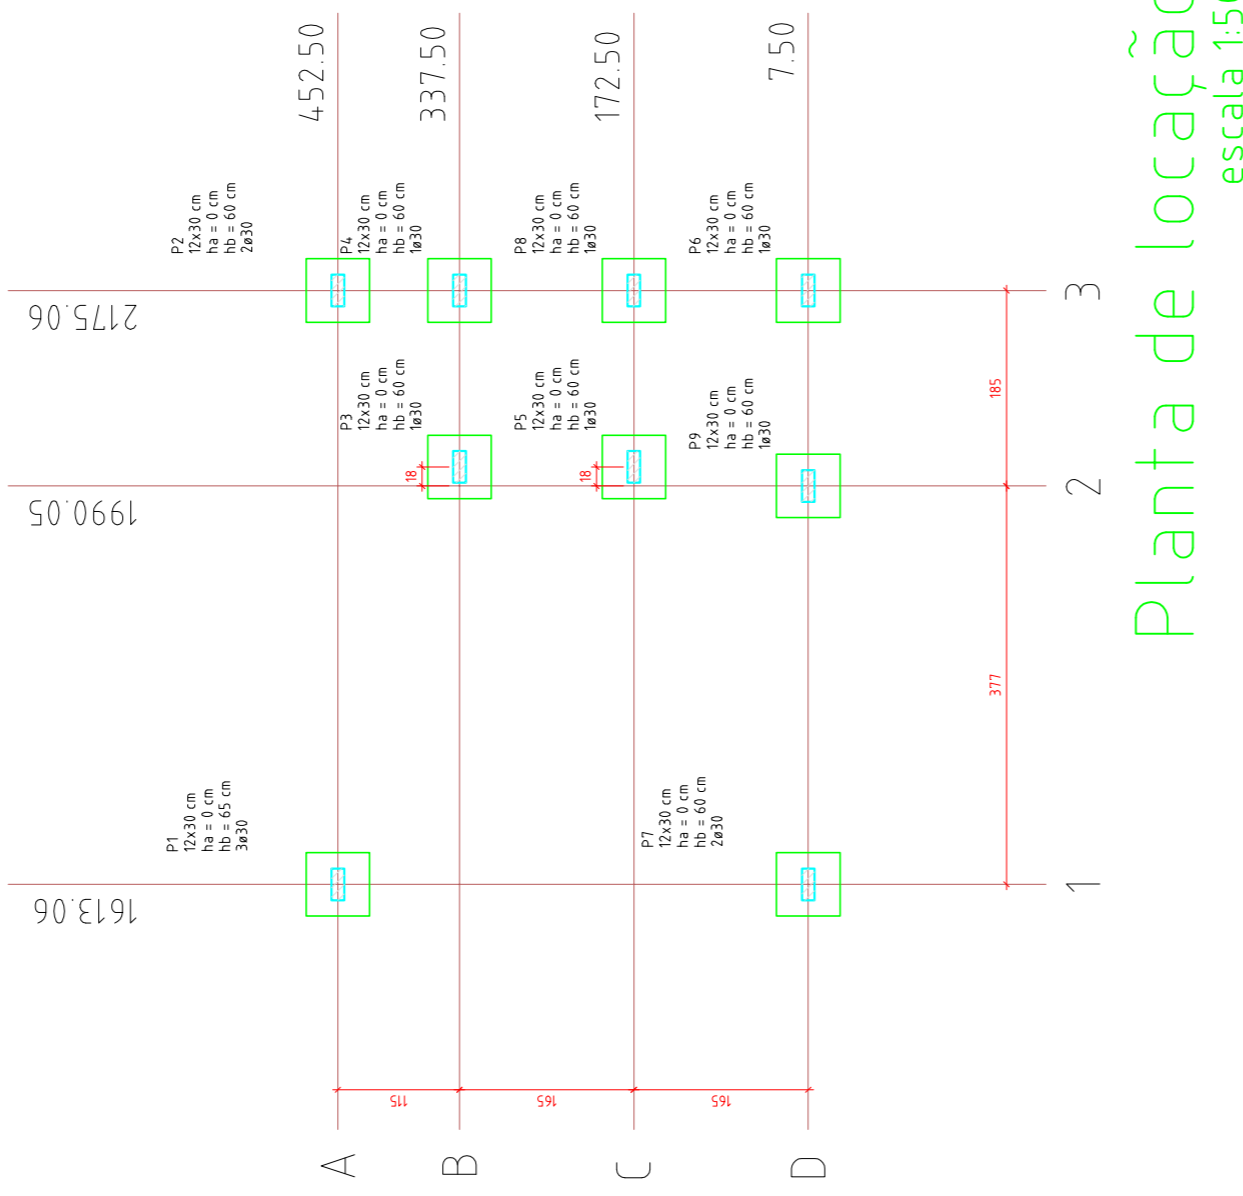 452.50
337.50
172.50
7.50
2175.06
1990.05
1613.06
P2
12x30 cm
ha = 0 cm
hb = 60 cm
2ø30
P4
12x30 cm
ha = 0 cm
hb = 60 cm
1ø30
P8
12x30 cm
ha = 0 cm
hb = 60 cm
1ø30
P6
12x30 cm
ha = 0 cm
hb = 60 cm
1ø30
P3
12x30 cm
ha = 0 cm
hb = 60 cm
1ø30
P5
12x30 cm
ha = 0 cm
hb = 60 cm
1ø30
P9
12x30 cm
ha = 0 cm
hb = 60 cm
1ø30
18
18
P1
12x30 cm
ha = 0 cm
hb = 65 cm
3ø30
P7
12x30 cm
ha = 0 cm
hb = 60 cm
2ø30
185
377
3
2
1
115
165
165
A
B
C
D
Planta de locação
escala 1:50